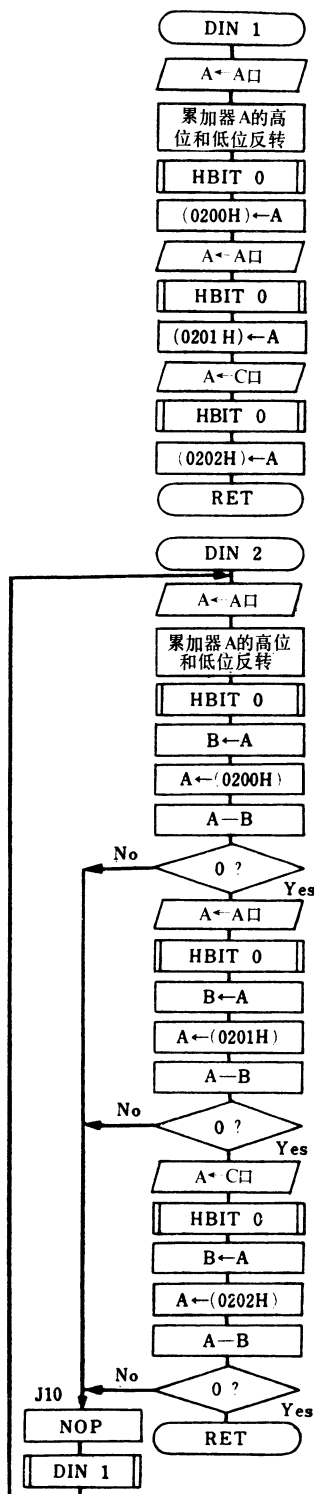 DIN 1
A←A口
累加器A的高
位和低位反转
HBIT 0
(0200H)←A
A←A口
HBIT 0
(0201H)←A
A←C口
HBIT 0
(0202H)←A
RET
DIN 2
A←A口
累加器A的高位
和低位反转
HBIT 0
B←A
A←(0200H)
A—B
No
0 ?
Yes
A←A口
HBIT 0
B←A
A←(0201H)
A—B
No
0 ?
Yes
A←C口
HBIT 0
B←A
A←(0202H)
A—B
No
0 ?
Yes
J10
NOP
RET
DIN 1